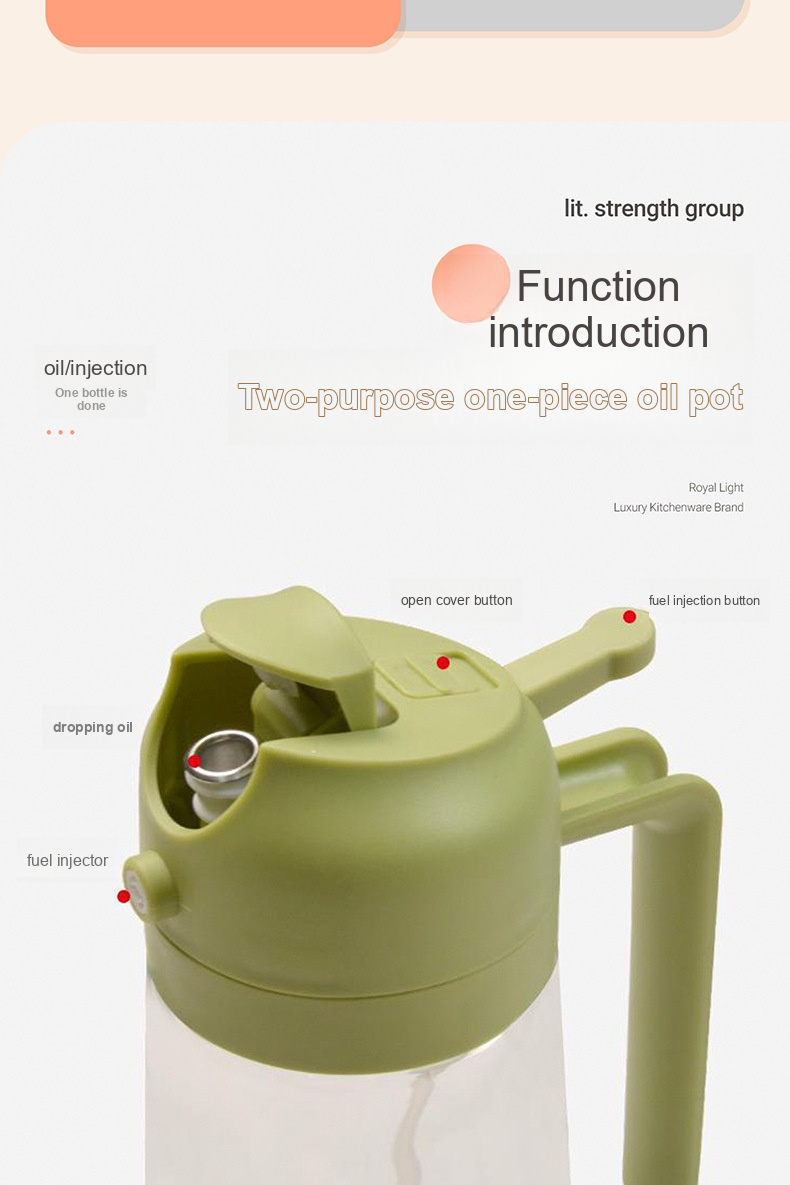 lit. strength group
Function
introduction
oil/injection
One bottle is
done
Two-purpose one-piece oil pot
Royal Light
Luxury Kitchenware Brand
open cover button
fuel injection button
dropping oil
fuel injector